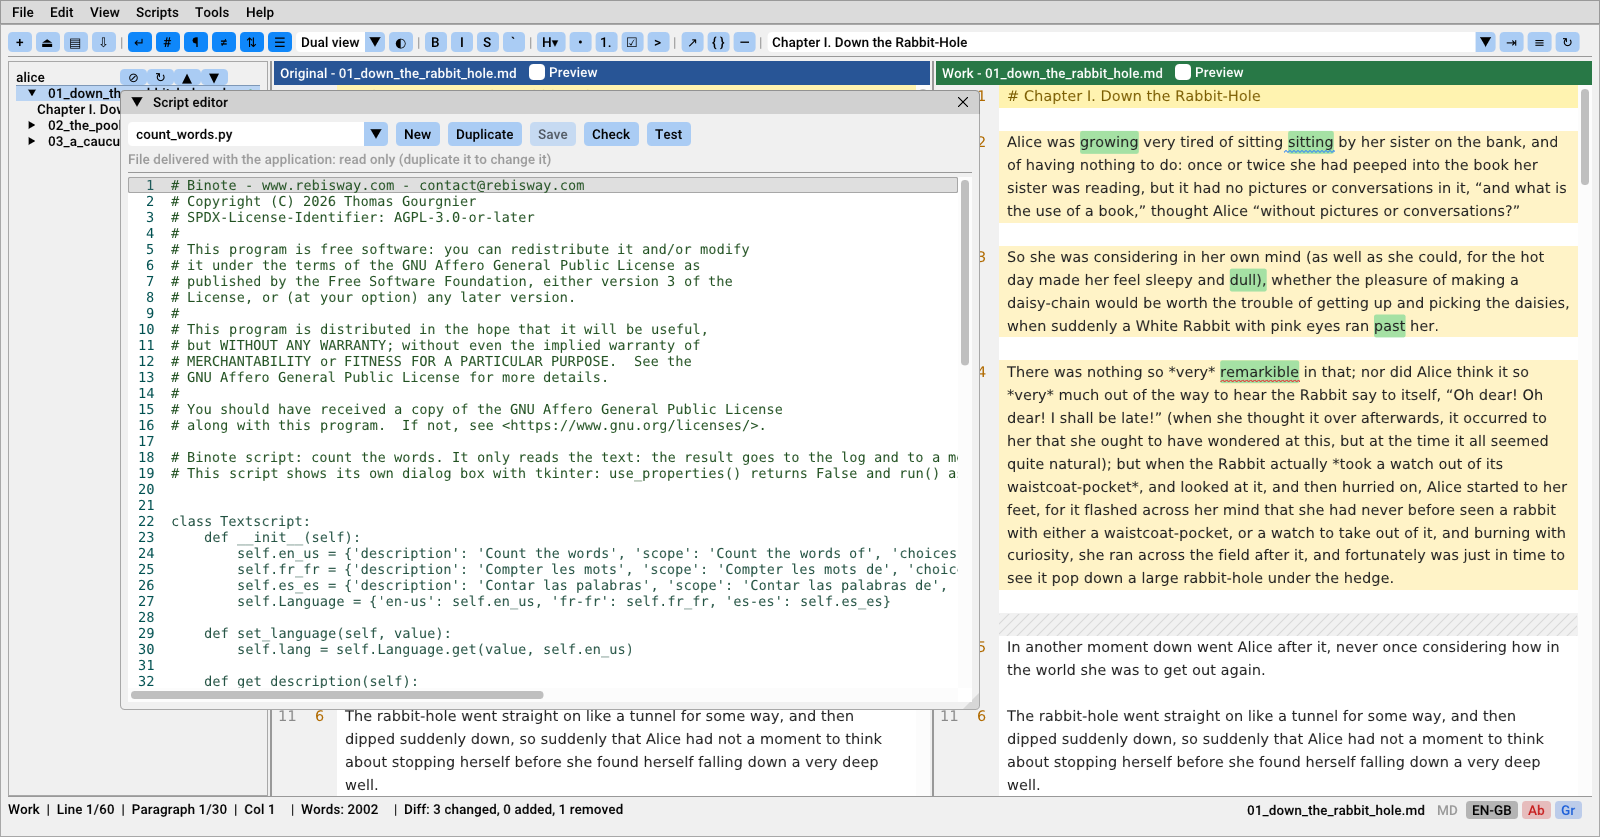 File Edit View Scripts Tools Help
+ ⏏ ▤ ⇩ | ↵ # ¶ ≠ ⇅ ☰ Dual view ▼ ◐ B I S ` | H▾ • 1. ☑ > | ↗ {} — | Chapter I. Down the Rabbit-Hole ▼ ⇥ ≡ ↻
alice ⊘ ↻ ▲ ▼
▼ 01_down_th
Chapter I. Dow
▶ 02_the_pool
▶ 03_a_caucu
Original - 01_down_the_rabbit_hole.md Preview
Work - 01_down_the_rabbit_hole.md Preview
▼ Script editor
count_words.py ▼ New Duplicate Save Check Test
File delivered with the application: read only (duplicate it to change it)
1 # Binote - www.rebisway.com - contact@rebisway.com
2 # Copyright (C) 2026 Thomas Gourgnier
3 # SPDX-License-Identifier: AGPL-3.0-or-later
4 #
5 # This program is free software: you can redistribute it and/or modify
6 # it under the terms of the GNU Affero General Public License as
7 # published by the Free Software Foundation, either version 3 of the
8 # License, or (at your option) any later version.
9 #
10 # This program is distributed in the hope that it will be useful,
11 # but WITHOUT ANY WARRANTY; without even the implied warranty of
12 # MERCHANTABILITY or FITNESS FOR A PARTICULAR PURPOSE.  See the
13 # GNU Affero General Public License for more details.
14 #
15 # You should have received a copy of the GNU Affero General Public License
16 # along with this program.  If not, see <https://www.gnu.org/licenses/>.
17
18 # Binote script: count the words. It only reads the text: the result goes to the log and to a m
19 # This script shows its own dialog box with tkinter: use_properties() returns False and run() a
20
21
22 class Textscript:
23     def __init__(self):
24         self.en_us = {'description': 'Count the words', 'scope': 'Count the words of', 'choices
25         self.fr_fr = {'description': 'Compter les mots', 'scope': 'Compter les mots de', 'choic
26         self.es_es = {'description': 'Contar las palabras', 'scope': 'Contar las palabras de',
27         self.Language = {'en-us': self.en_us, 'fr-fr': self.fr_fr, 'es-es': self.es_es}
28
29     def set_language(self, value):
30         self.lang = self.Language.get(value, self.en_us)
31
32     def get_description(self):
11 6 The rabbit-hole went straight on like a tunnel for some way, and then
dipped suddenly down, so suddenly that Alice had not a moment to think
about stopping herself before she found herself falling down a very deep
well.
1 # Chapter I. Down the Rabbit-Hole
2 Alice was growing very tired of sitting sitting by her sister on the bank, and
of having nothing to do: once or twice she had peeped into the book her
sister was reading, but it had no pictures or conversations in it, “and what is
the use of a book,” thought Alice “without pictures or conversations?”
3 So she was considering in her own mind (as well as she could, for the hot
day made her feel sleepy and dull), whether the pleasure of making a
daisy-chain would be worth the trouble of getting up and picking the daisies,
when suddenly a White Rabbit with pink eyes ran past her.
4 There was nothing so *very* remarkible in that; nor did Alice think it so
*very* much out of the way to hear the Rabbit say to itself, “Oh dear! Oh
dear! I shall be late!” (when she thought it over afterwards, it occurred to
her that she ought to have wondered at this, but at the time it all seemed
quite natural); but when the Rabbit actually *took a watch out of its
waistcoat-pocket*, and looked at it, and then hurried on, Alice started to her
feet, for it flashed across her mind that she had never before seen a rabbit
with either a waistcoat-pocket, or a watch to take out of it, and burning with
curiosity, she ran across the field after it, and fortunately was just in time to
see it pop down a large rabbit-hole under the hedge.
5 In another moment down went Alice after it, never once considering how in
the world she was to get out again.
11 6 The rabbit-hole went straight on like a tunnel for some way, and then
dipped suddenly down, so suddenly that Alice had not a moment to think
about stopping herself before she found herself falling down a very deep
well.
Work | Line 1/60 | Paragraph 1/30 | Col 1 | Words: 2002 | Diff: 3 changed, 0 added, 1 removed
01_down_the_rabbit_hole.md MD EN-GB Ab Gr